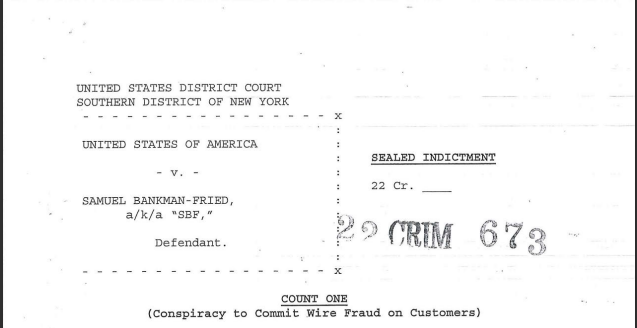 UNITED STATES DISTRICT COURT
SOUTHERN DISTRICT OF NEW YORK
- - - - - - - - - - - - - - - - - - x
:
UNITED STATES OF AMERICA :
: SEALED INDICTMENT
- v. - :
: 22 Cr. ____
SAMUEL BANKMAN-FRIED, :
a/k/a “SBF,” :
22 CRIM 673
Defendant. :
:
- - - - - - - - - - - - - - - - - - x
COUNT ONE
(Conspiracy to Commit Wire Fraud on Customers)